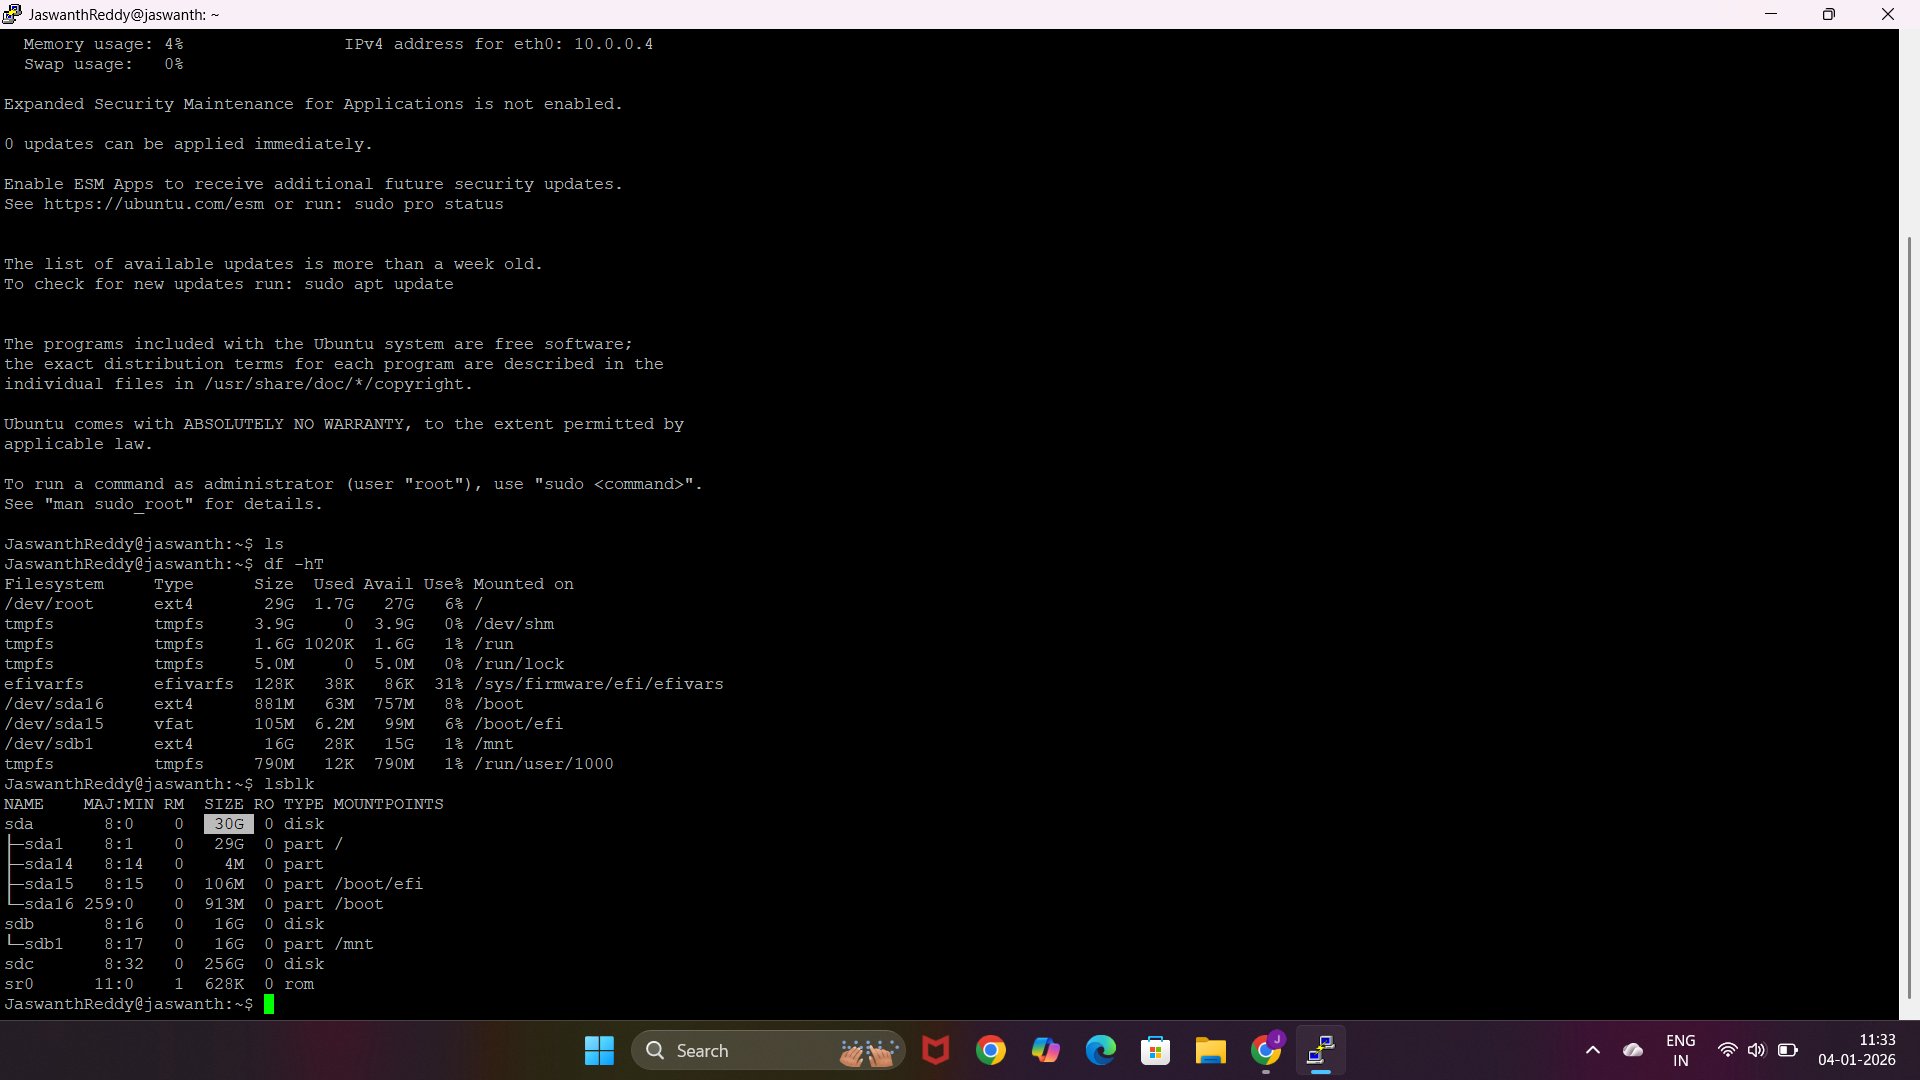 JaswanthReddy@jaswanth: ~
  Memory usage: 4%                IPv4 address for eth0: 10.0.0.4
  Swap usage:   0%
Expanded Security Maintenance for Applications is not enabled.
0 updates can be applied immediately.
Enable ESM Apps to receive additional future security updates.
See https://ubuntu.com/esm or run: sudo pro status
The list of available updates is more than a week old.
To check for new updates run: sudo apt update
The programs included with the Ubuntu system are free software;
the exact distribution terms for each program are described in the
individual files in /usr/share/doc/*/copyright.
Ubuntu comes with ABSOLUTELY NO WARRANTY, to the extent permitted by
applicable law.
To run a command as administrator (user "root"), use "sudo <command>".
See "man sudo_root" for details.
JaswanthReddy@jaswanth:~$ ls
JaswanthReddy@jaswanth:~$ df -hT
Filesystem     Type      Size  Used Avail Use% Mounted on
/dev/root      ext4       29G  1.7G   27G   6% /
tmpfs          tmpfs     3.9G     0  3.9G   0% /dev/shm
tmpfs          tmpfs     1.6G 1020K  1.6G   1% /run
tmpfs          tmpfs     5.0M     0  5.0M   0% /run/lock
efivarfs       efivarfs  128K   38K   86K  31% /sys/firmware/efi/efivars
/dev/sda16     ext4      881M   63M  757M   8% /boot
/dev/sda15     vfat      105M  6.2M   99M   6% /boot/efi
/dev/sdb1      ext4       16G   28K   15G   1% /mnt
tmpfs          tmpfs     790M   12K  790M   1% /run/user/1000
JaswanthReddy@jaswanth:~$ lsblk
NAME    MAJ:MIN RM  SIZE RO TYPE MOUNTPOINTS
sda       8:0    0   30G  0 disk
├─sda1    8:1    0   29G  0 part /
├─sda14   8:14   0    4M  0 part
├─sda15   8:15   0  106M  0 part /boot/efi
└─sda16 259:0    0  913M  0 part /boot
sdb       8:16   0   16G  0 disk
└─sdb1    8:17   0   16G  0 part /mnt
sdc       8:32   0  256G  0 disk
sr0      11:0    1  628K  0 rom
JaswanthReddy@jaswanth:~$
Search
J
ENG
IN
11:33
04-01-2026